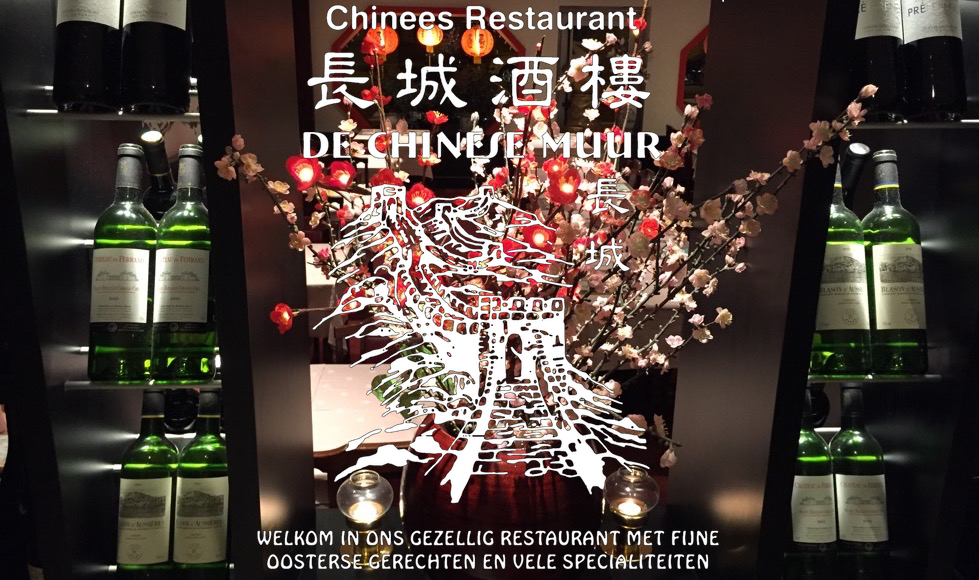 Chinees Restaurant
長城酒樓
DE CHINESE MUUR
長
城
WELKOM IN ONS GEZELLIG RESTAURANT MET FIJNE
OOSTERSE GERECHTEN EN VELE SPECIALITEITEN